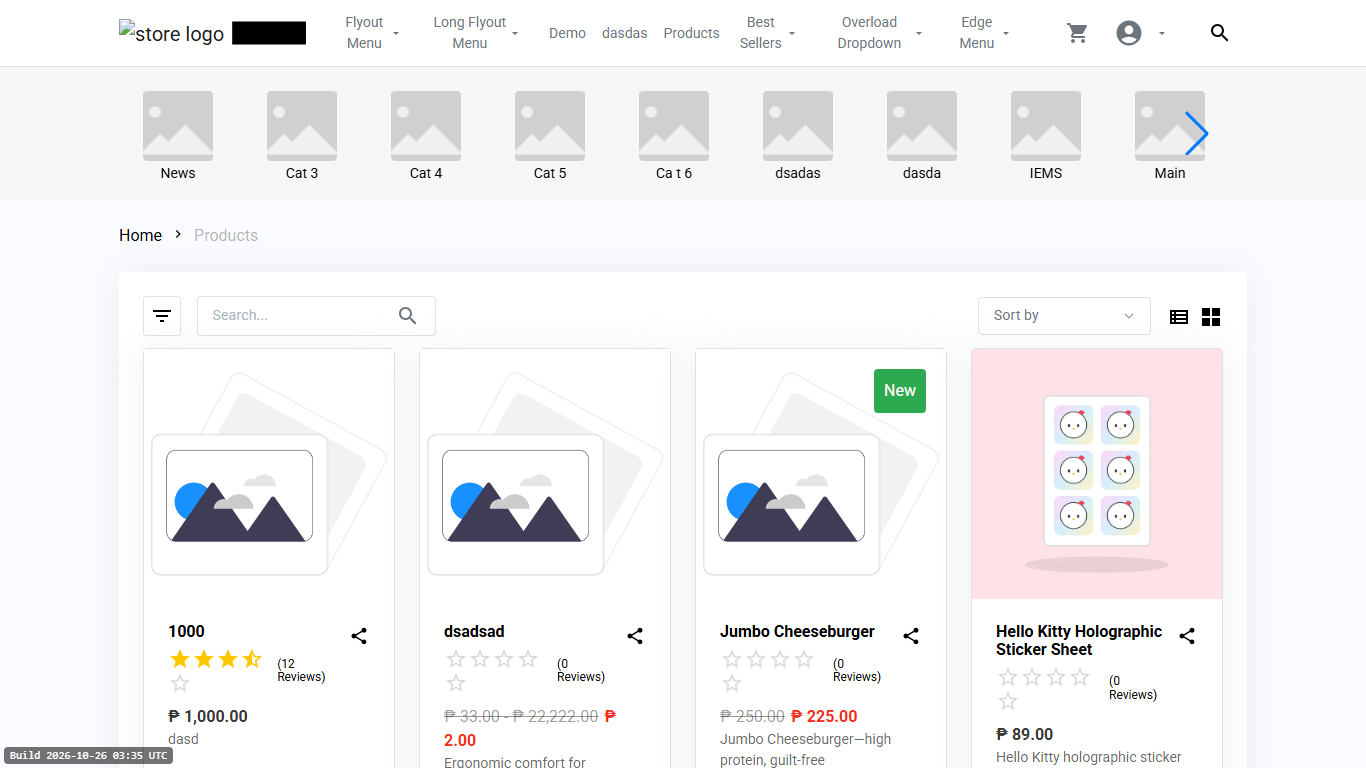 store logo
Flyout Menu
Long Flyout Menu
Demo
dasdas
Products
Best Sellers
Overload Dropdown
Edge Menu
News
Cat 3
Cat 4
Cat 5
Ca t 6
dsadas
dasda
IEMS
Main
Home
Products
Search...
Sort by
1000
(12 Reviews)
₱ 1,000.00
dasd
dsadsad
(0 Reviews)
₱ 33.00 - ₱ 22,222.00 ₱
2.00
Ergonomic comfort for
New
Jumbo Cheeseburger
(0 Reviews)
₱ 250.00 ₱ 225.00
Jumbo Cheeseburger—high
protein, guilt-free
Hello Kitty Holographic
Sticker Sheet
(0 Reviews)
₱ 89.00
Hello Kitty holographic sticker
Build 2026-10-26 03:35 UTC